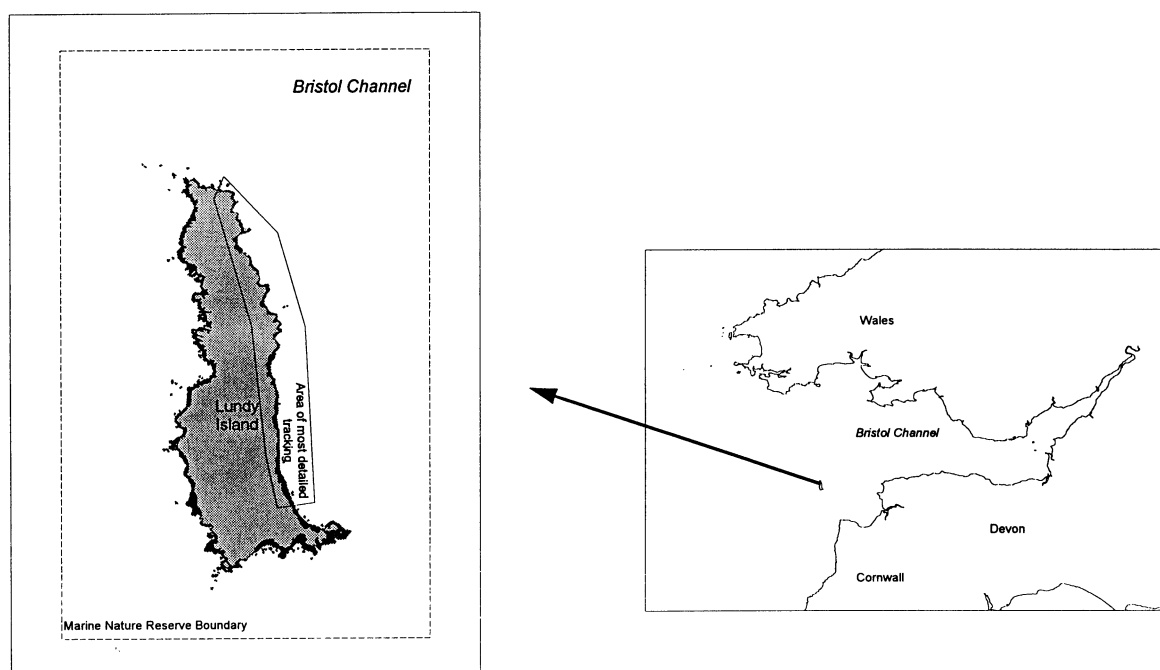 Bristol Channel
Lundy
Island
Area of most detailed
tracking
Marine Nature Reserve Boundary
Wales
Bristol Channel
Devon
Cornwall